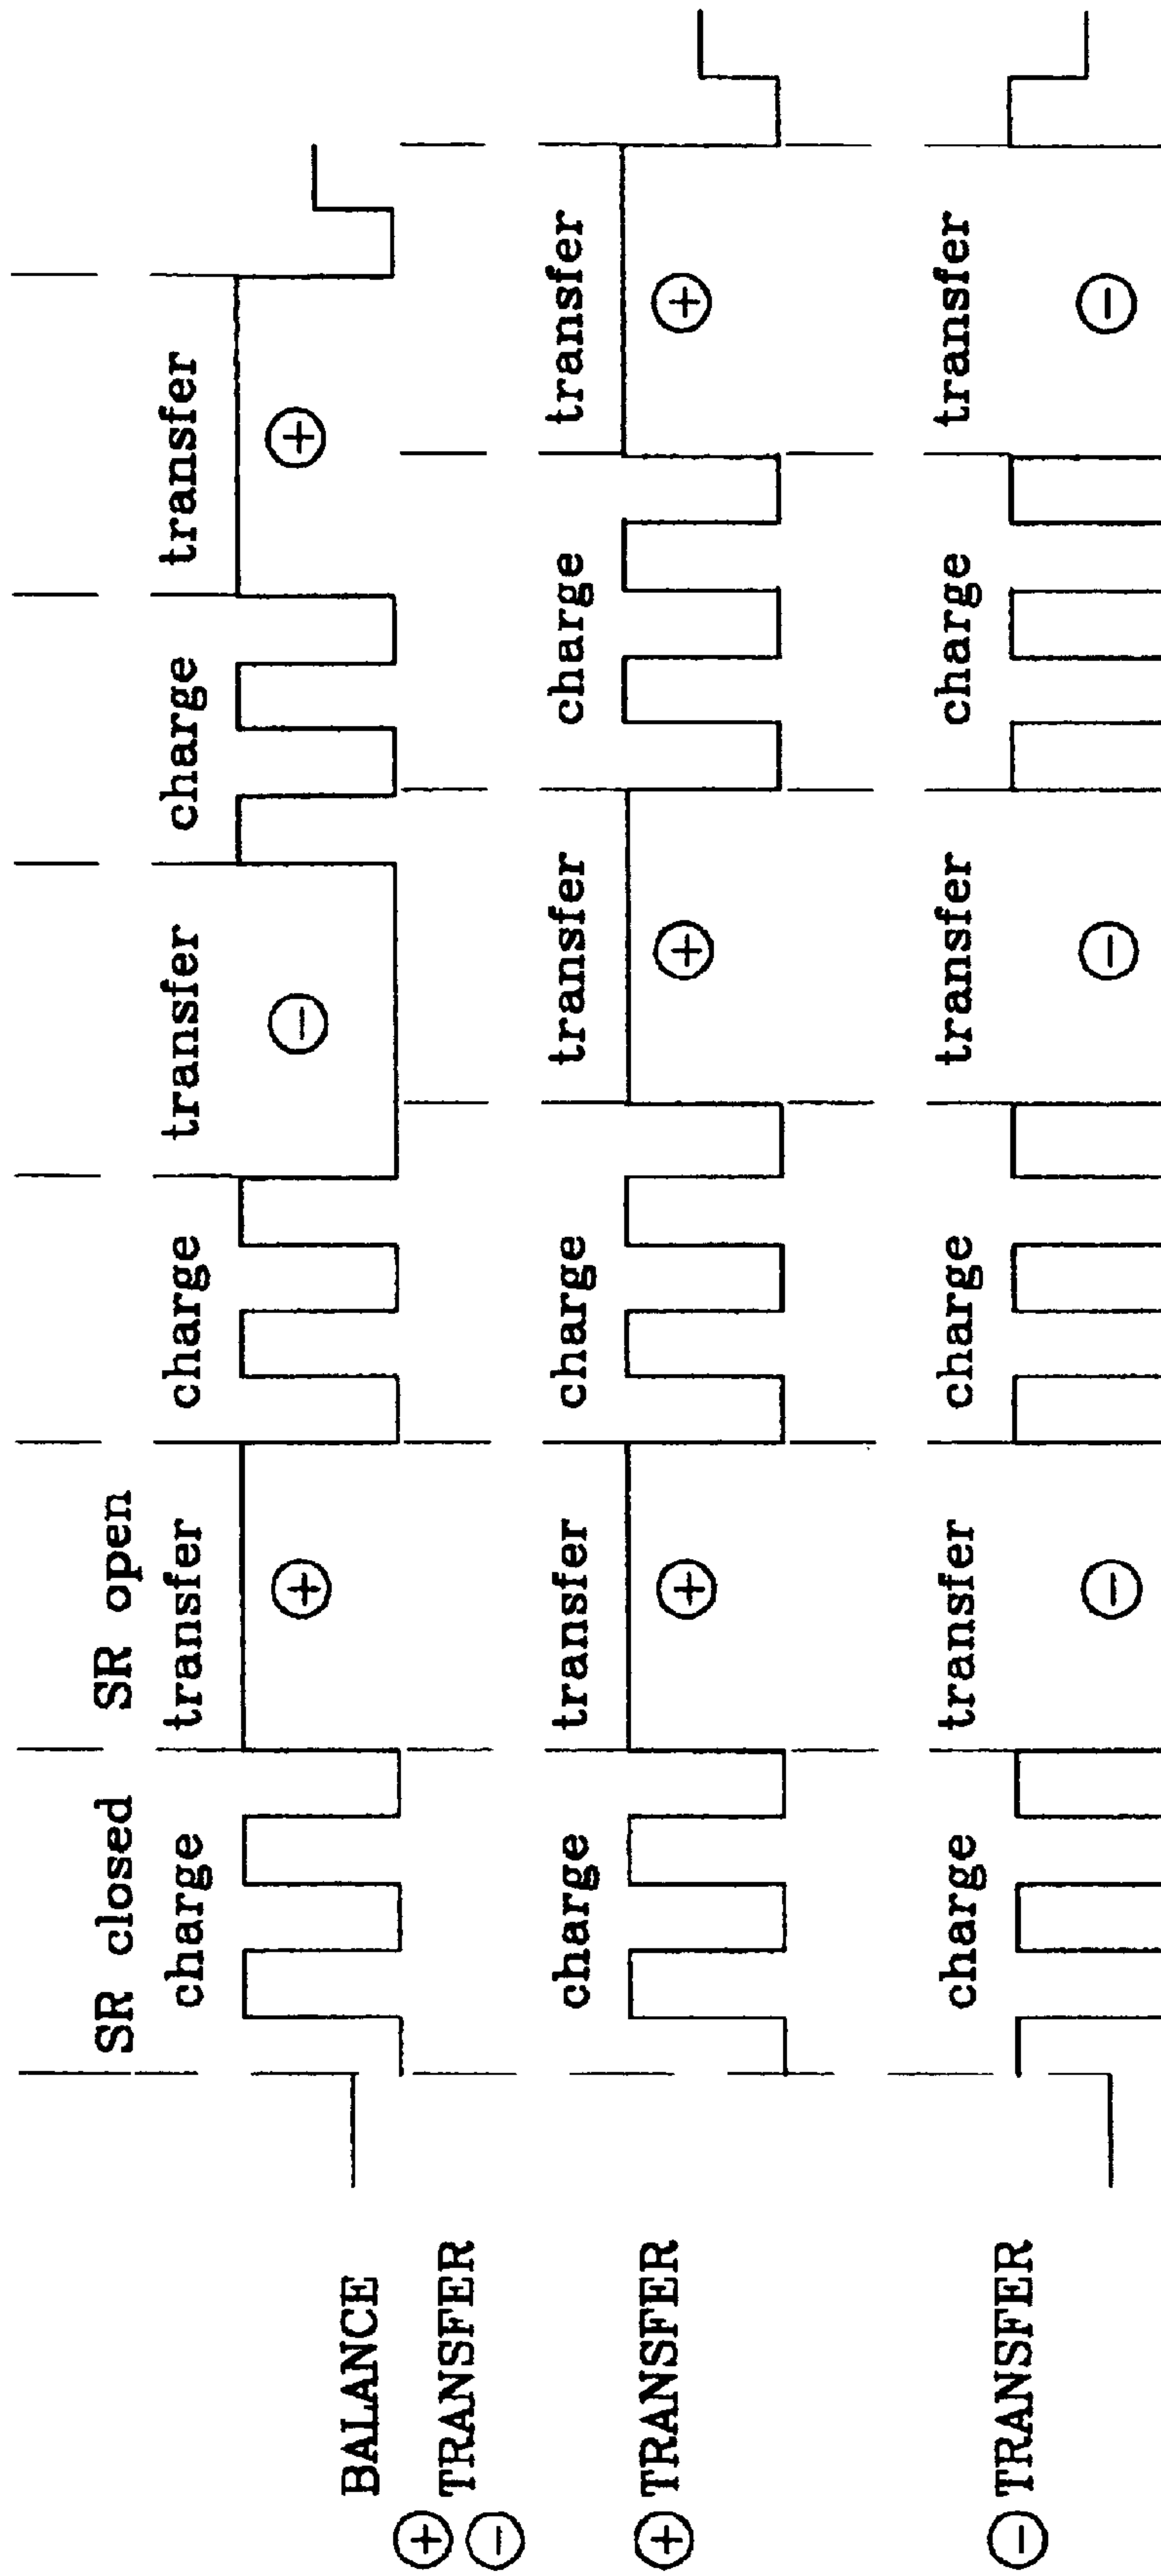 SR closed SR open
charge transfer charge transfer charge transfer
⊕ ⊖ ⊕
BALANCE
⊕ ⊖ TRANSFER
charge transfer charge transfer charge transfer
⊕ TRANSFER
⊕ ⊕ ⊕
charge transfer charge transfer charge transfer
⊖ TRANSFER
⊖ ⊖ ⊖